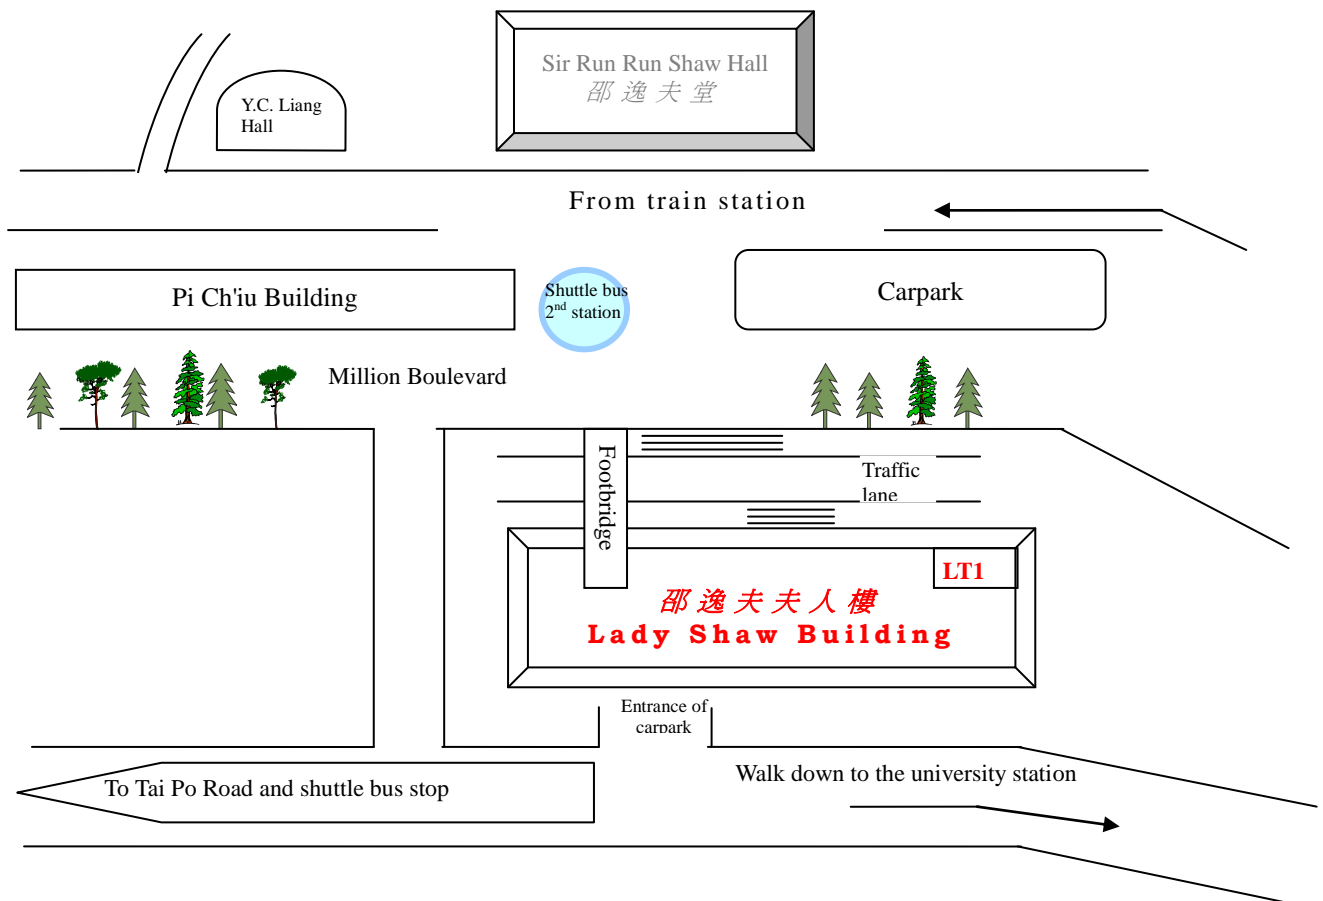 Sir Run Run Shaw Hall
邵逸夫堂
Y.C. Liang
Hall
From train station
Pi Ch'iu Building
Shuttle bus
2nd station
Carpark
Million Boulevard
Footbridge
Traffic
lane
LT1
邵逸夫夫人樓
Lady Shaw Building
Entrance of
carpark
To Tai Po Road and shuttle bus stop
Walk down to the university station